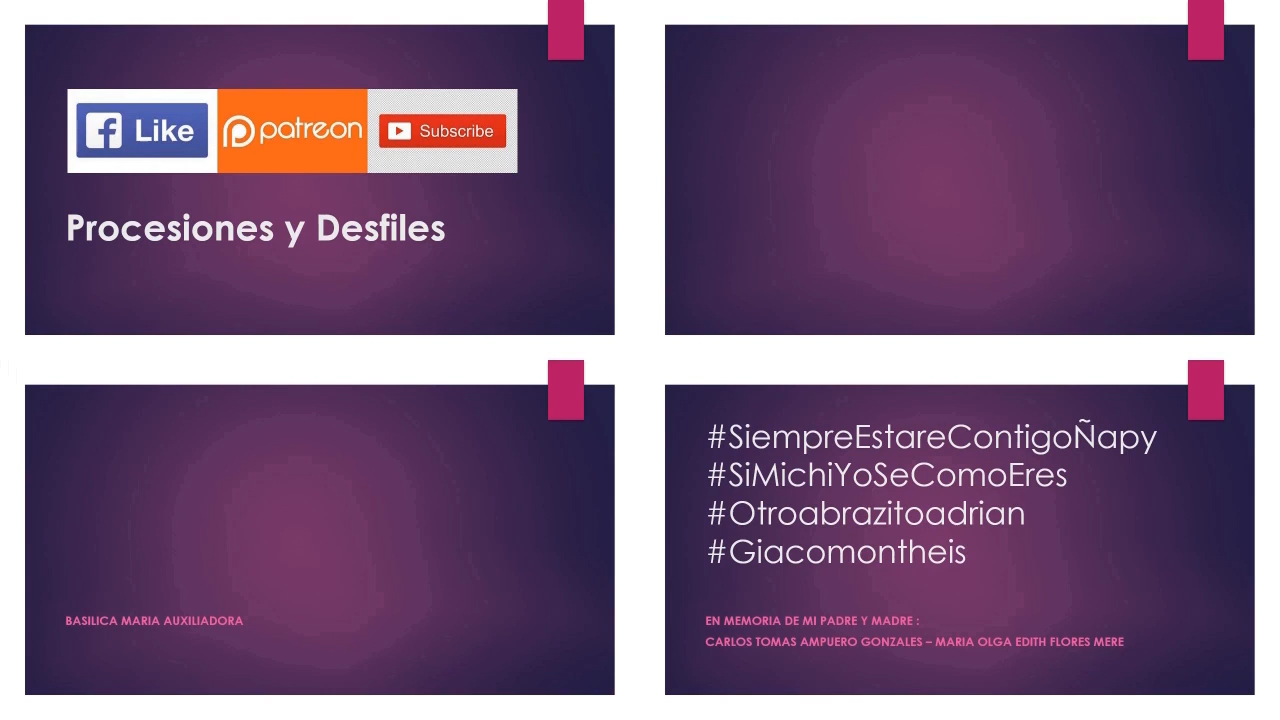 Like
patreon
Subscribe
Procesiones y Desfiles
BASILICA MARIA AUXILIADORA
#SiempreEstareContigoÑapy
#SiMichiYoSeComoEres
#Otroabrazitoadrian
#Giacomontheis
EN MEMORIA DE MI PADRE Y MADRE :
CARLOS TOMAS AMPUERO GONZALES – MARIA OLGA EDITH FLORES MERE